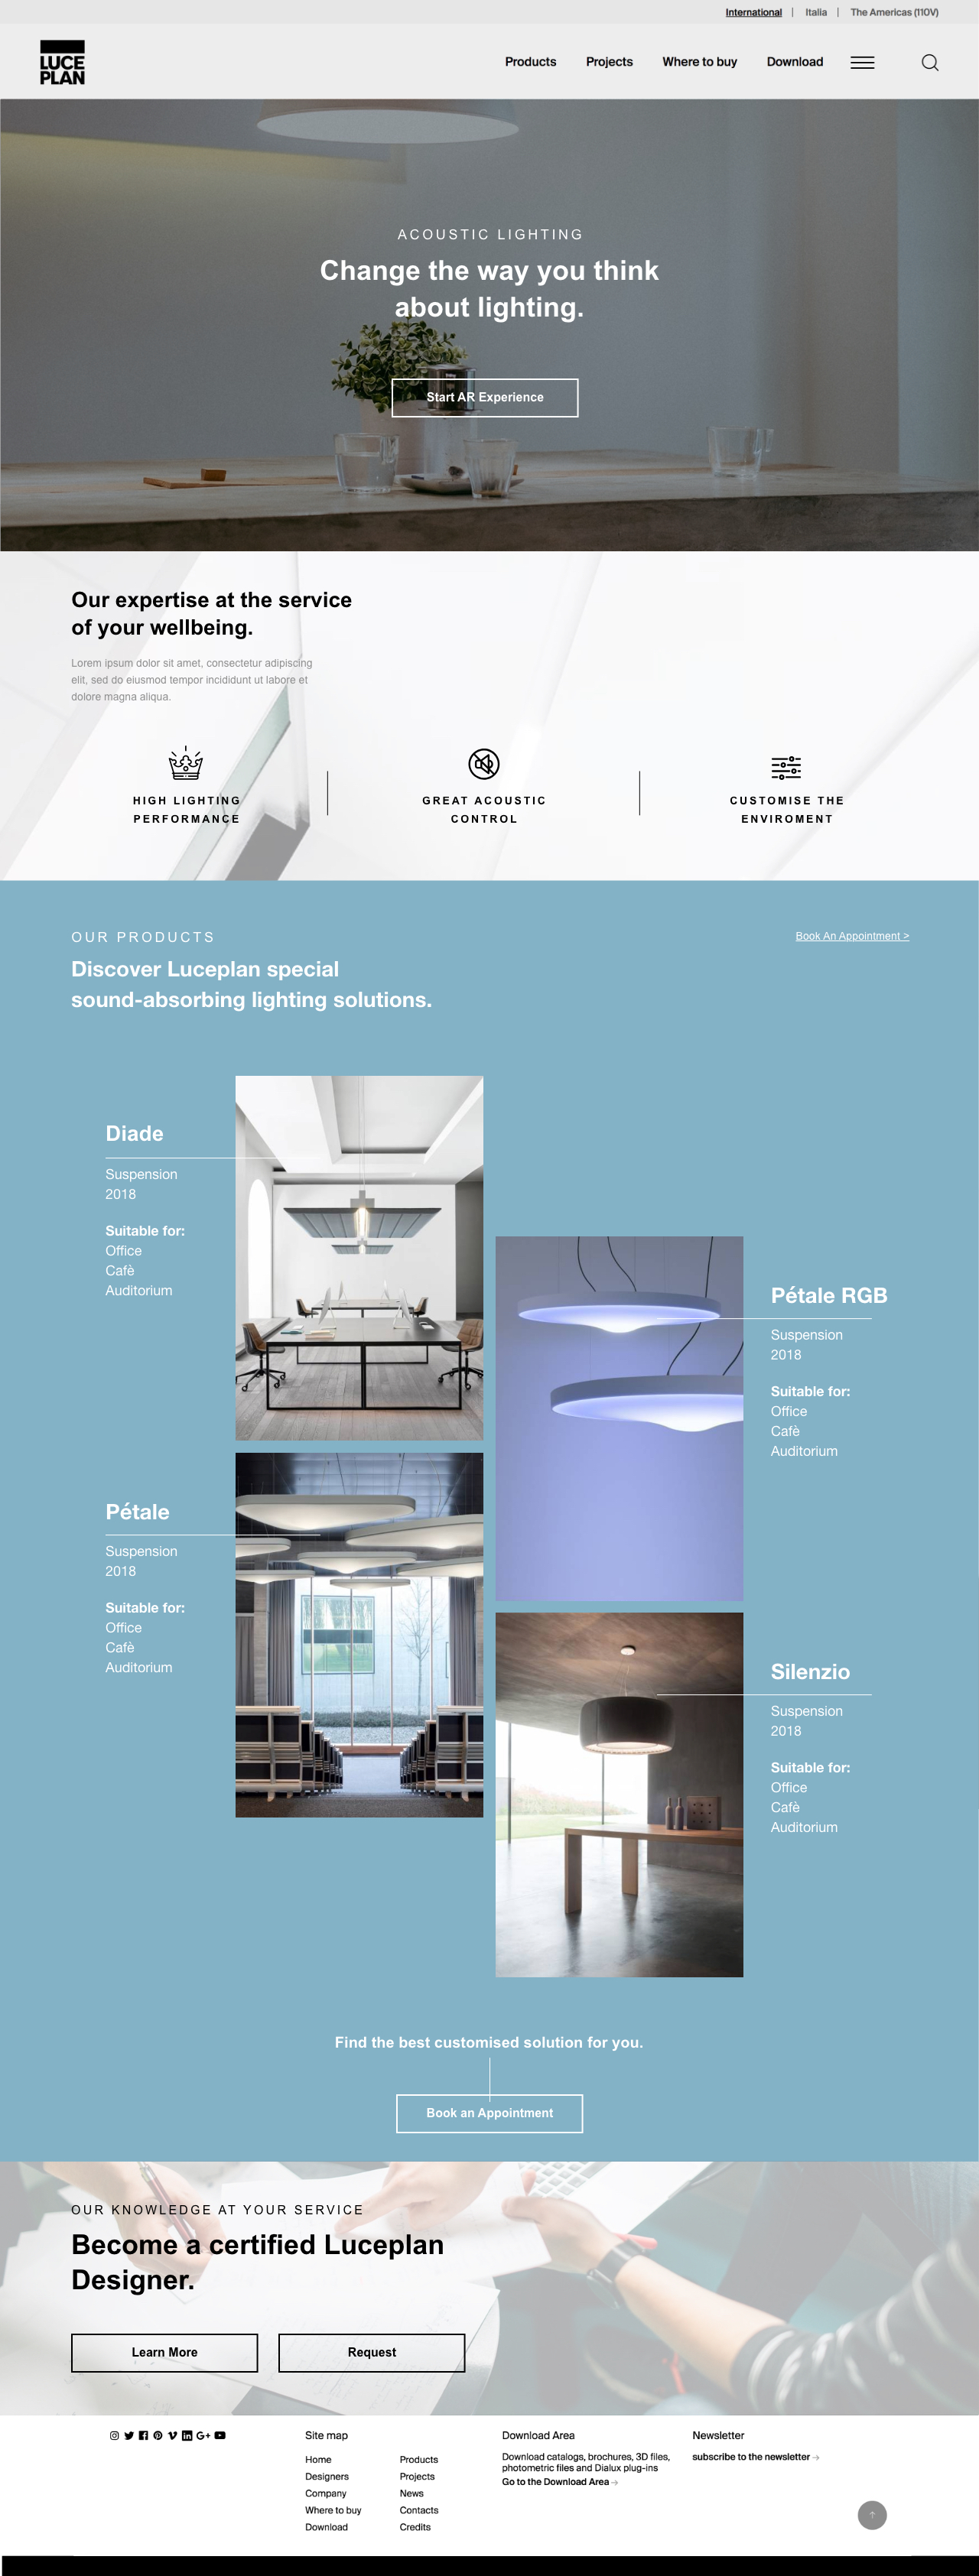 International | Italia | The Americas (110V)
LUCE
PLAN
Products Projects Where to buy Download
ACOUSTIC LIGHTING
Change the way you think
about lighting.
Start AR Experience
Our expertise at the service
of your wellbeing.
Lorem ipsum dolor sit amet, consectetur adipiscing
elit, sed do eiusmod tempor incididunt ut labore et
dolore magna aliqua.
HIGH LIGHTING
PERFORMANCE
GREAT ACOUSTIC
CONTROL
CUSTOMISE THE
ENVIROMENT
OUR PRODUCTS
Book An Appointment >
Discover Luceplan special
sound-absorbing lighting solutions.
Diade
Suspension
2018
Suitable for:
Office
Cafè
Auditorium
Pétale RGB
Suspension
2018
Suitable for:
Office
Cafè
Auditorium
Pétale
Suspension
2018
Suitable for:
Office
Cafè
Auditorium
Silenzio
Suspension
2018
Suitable for:
Office
Cafè
Auditorium
Find the best customised solution for you.
Book an Appointment
OUR KNOWLEDGE AT YOUR SERVICE
Become a certified Luceplan
Designer.
Learn More
Request
Site map
Home
Designers
Company
Where to buy
Download
Products
Projects
News
Contacts
Credits
Download Area
Download catalogs, brochures, 3D files,
photometric files and Dialux plug-ins
Go to the Download Area →
Newsletter
subscribe to the newsletter →